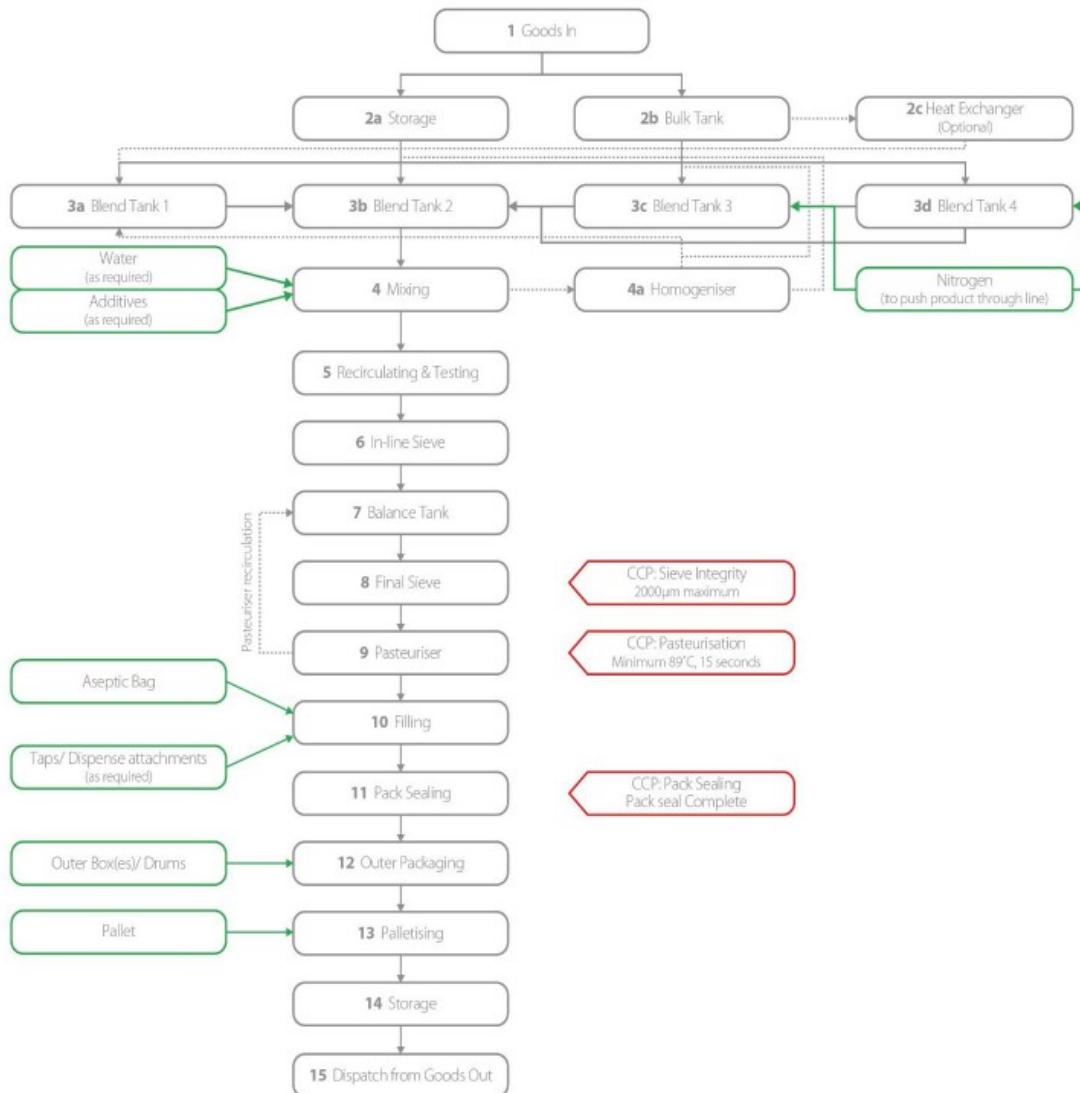 1 Goods In
2a Storage
2b Bulk Tank
2c Heat Exchanger
(Optional)
3a Blend Tank 1
3b Blend Tank 2
3c Blend Tank 3
3d Blend Tank 4
Water
(as required)
Additives
(as required)
4 Mixing
4a Homogeniser
Nitrogen
(to push product through line)
5 Recirculating & Testing
6 In-line Sieve
Pasteuriser recirculation
7 Balance Tank
8 Final Sieve
CCP: Sieve Integrity
2000µm maximum
9 Pasteuriser
CCP: Pasteurisation
Minimum 89˚C, 15 seconds
Aseptic Bag
10 Filling
Taps/ Dispense attachments
(as required)
11 Pack Sealing
CCP: Pack Sealing
Pack seal Complete
Outer Box(es)/ Drums
12 Outer Packaging
Pallet
13 Palletising
14 Storage
15 Dispatch from Goods Out